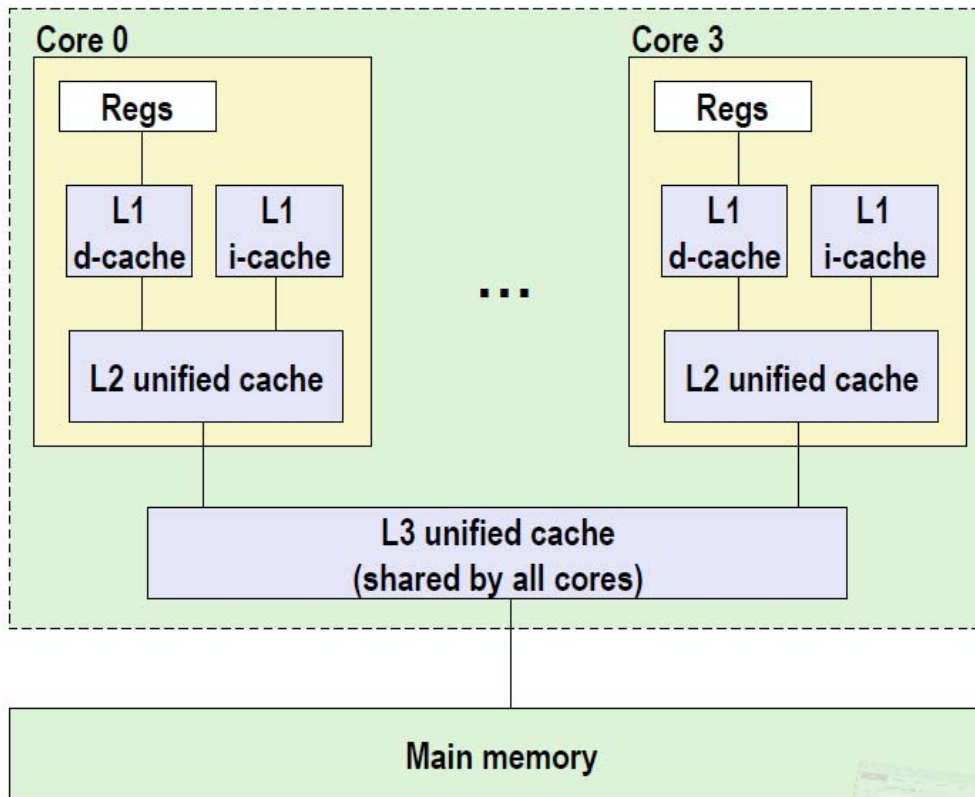 Core 0
Core 3
Regs
Regs
L1
d-cache
L1
i-cache
L1
d-cache
L1
i-cache
...
L2 unified cache
L2 unified cache
L3 unified cache
(shared by all cores)
Main memory